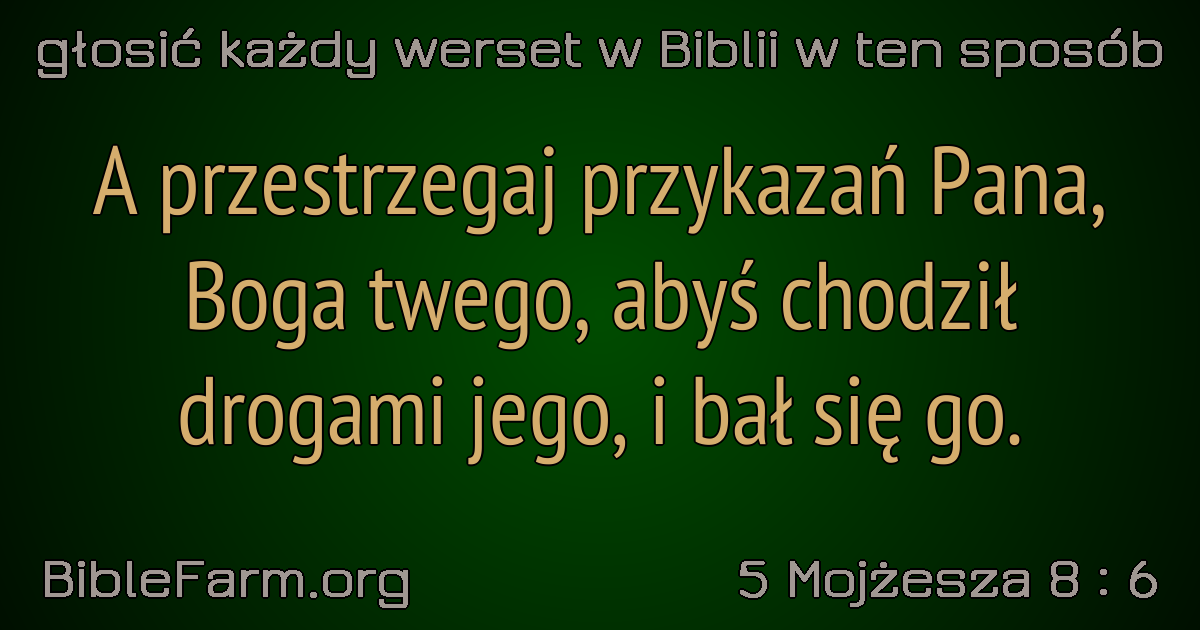 głosić każdy werset w Biblii w ten sposób
A przestrzegaj przykazań Pana,
Boga twego, abyś chodził
drogami jego, i bał się go.
BibleFarm.org
5 Mojżesza 8 : 6